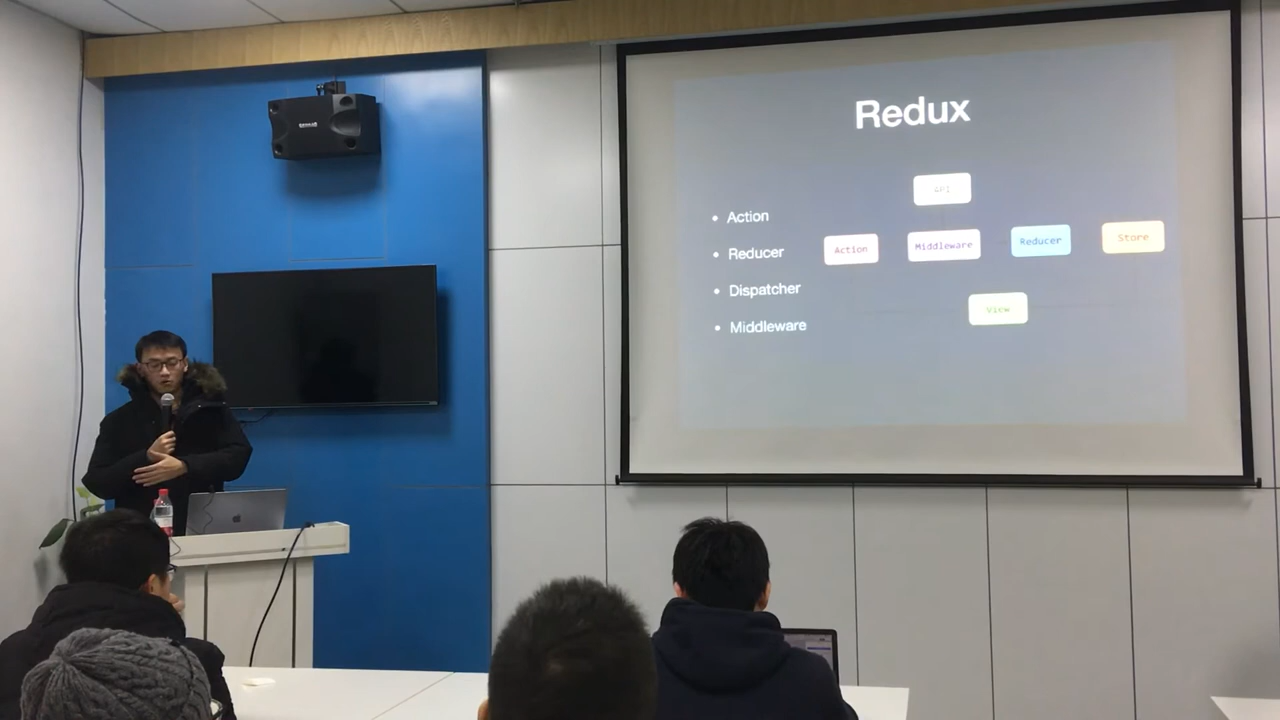 Redux
• Action
• Reducer
• Dispatcher
• Middleware
API
Action
Middleware
Reducer
Store
View